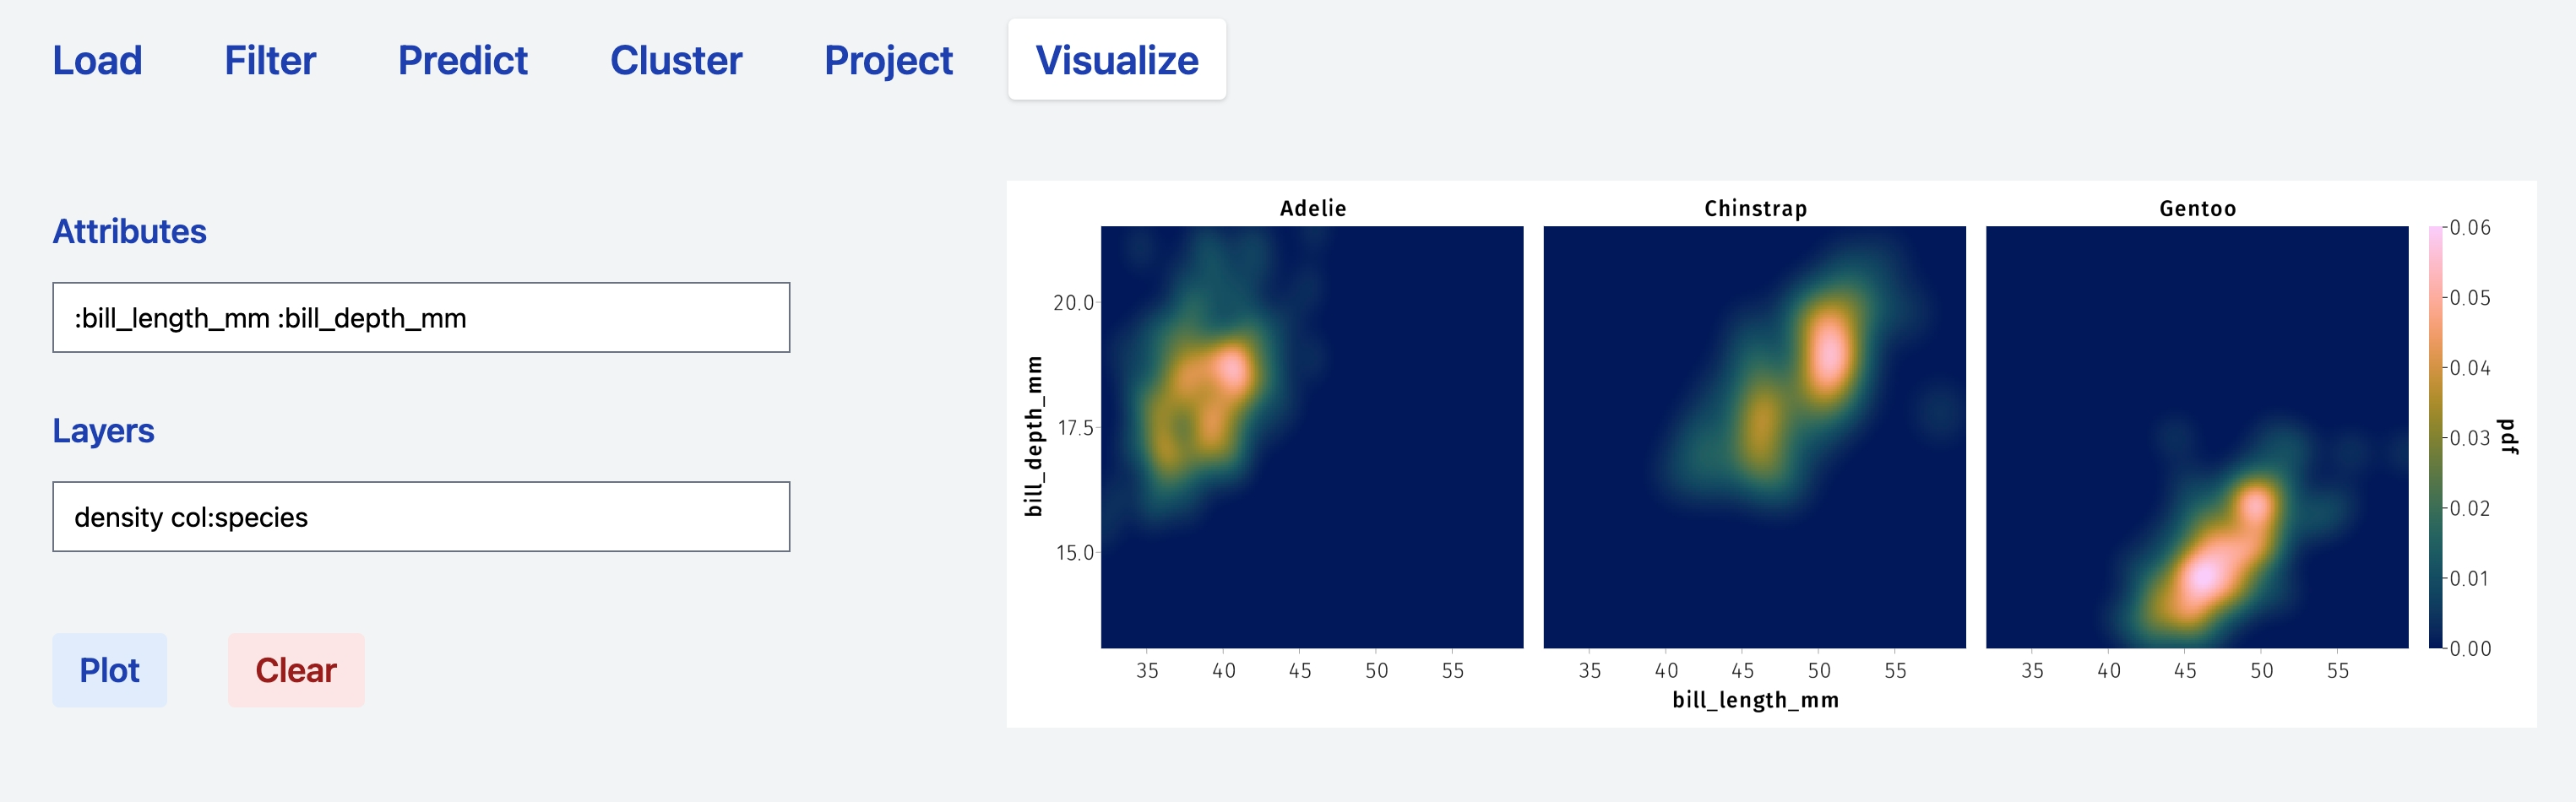 Load Filter Predict Cluster Project Visualize
Attributes
:bill_length_mm :bill_depth_mm
Layers
density col:species
Plot Clear
Adelie Chinstrap Gentoo
bill_depth_mm
20.0
17.5
15.0
35 40 45 50 55 35 40 45 50 55 35 40 45 50 55
bill_length_mm
0.06
0.05
0.04
0.03
0.02
0.01
0.00
pdf